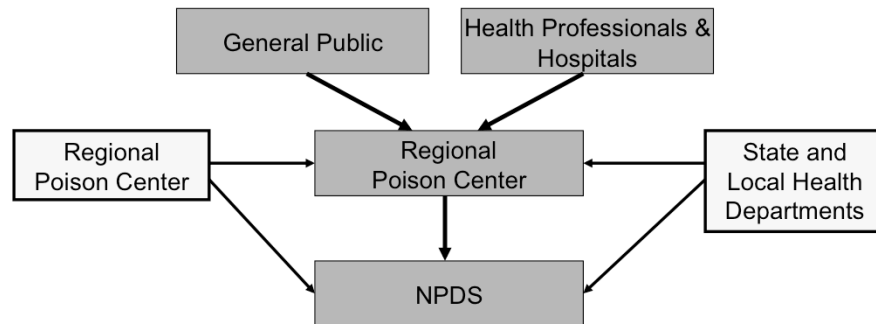 General Public
Health Professionals &
Hospitals
Regional
Poison Center
Regional
Poison Center
State and
Local Health
Departments
NPDS